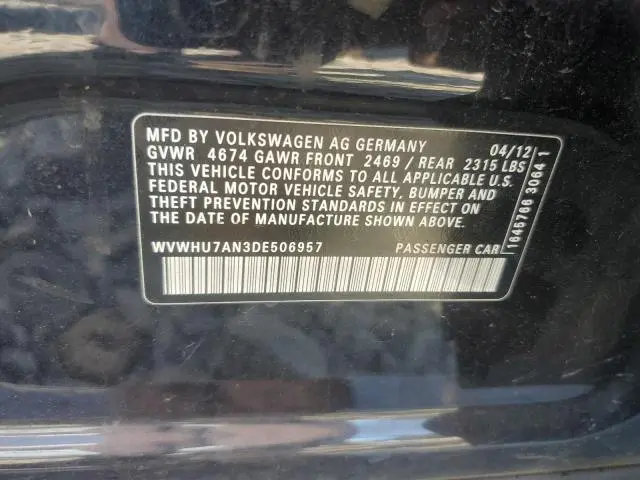 MFD BY VOLKSWAGEN AG GERMANY 04/12
GVWR 4674 GAWR FRONT 2469 / REAR 2315 LBS
THIS VEHICLE CONFORMS TO ALL APPLICABLE U.S.
FEDERAL MOTOR VEHICLE SAFETY, BUMPER AND
THEFT PREVENTION STANDARDS IN EFFECT ON
THE DATE OF MANUFACTURE SHOWN ABOVE.
WVWHU7AN3DE506957 PASSENGER CAR
1646766 3064 1